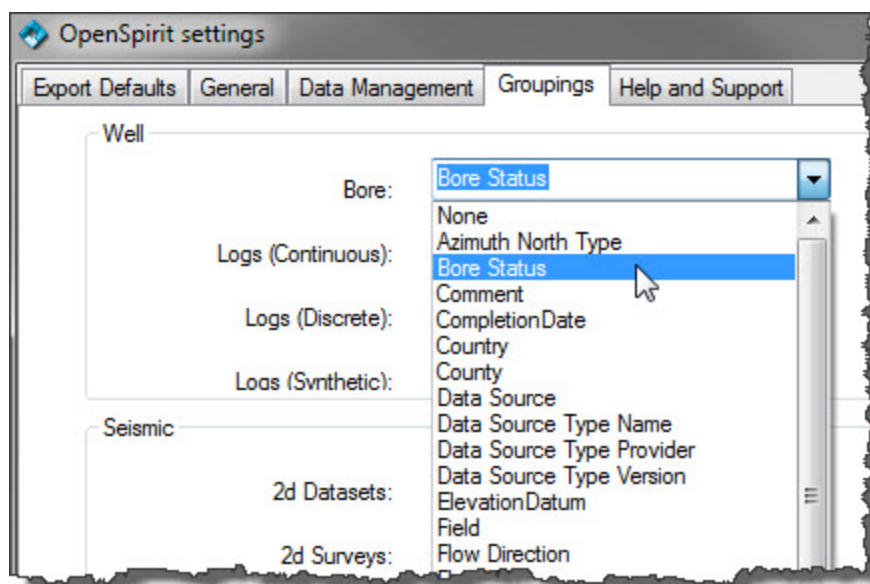 OpenSpirit settings
Export Defaults General Data Management Groupings Help and Support
Well
Bore: Bore Status
None
Azimuth North Type
Logs (Continuous):
Bore Status
Comment
Logs (Discrete):
CompletionDate
Country
Logs (Synthetic):
County
Data Source
Seismic
Data Source Type Name
Data Source Type Provider
Data Source Type Version
2d Datasets:
ElevationDatum
Field
2d Surveys:
Flow Direction